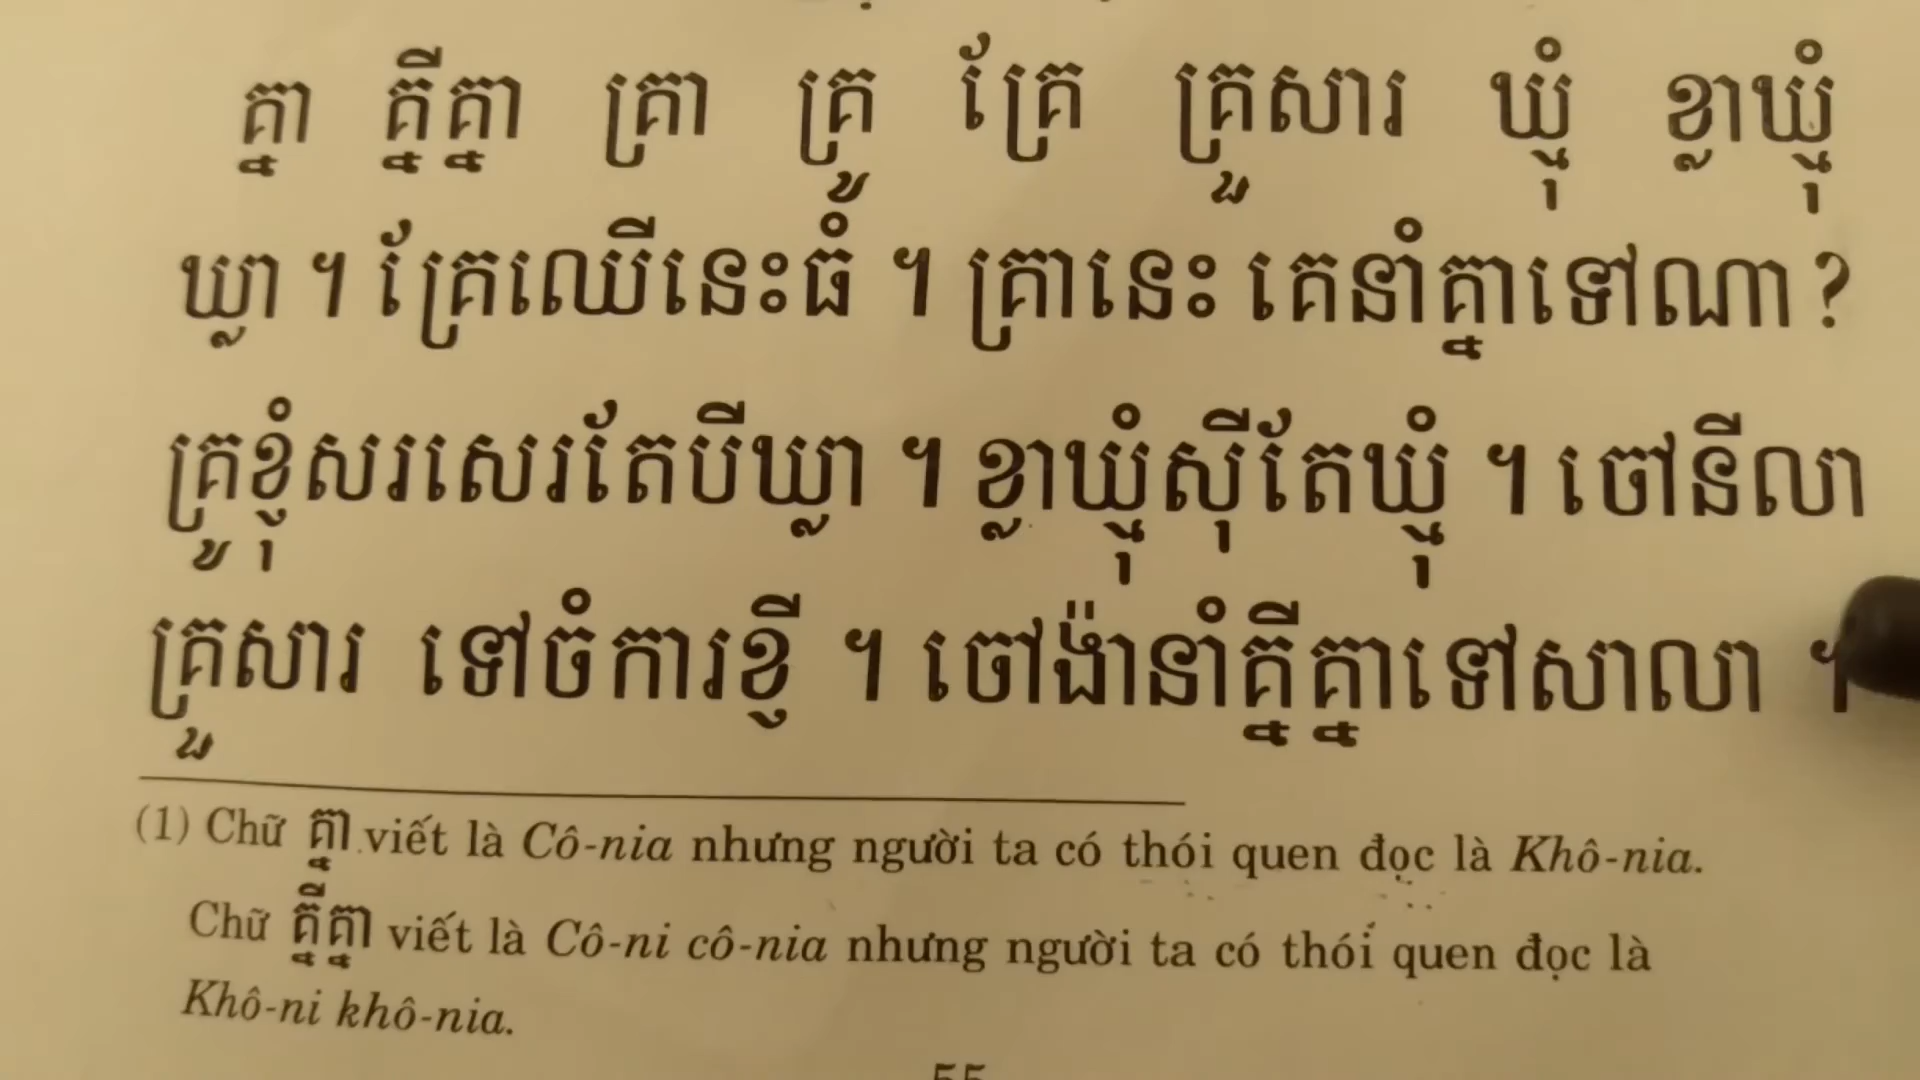 គ្នា គ្នីគ្នា គ្រា គ្រូ គ្រែ គ្រួសារ ឃ្មុំ ខ្លាឃ្មុំ
ឃ្លា ។ គ្រែឈើនេះធំ ។ គ្រានេះ គេនាំគ្នាទៅណា ?
គ្រូខ្ញុំសរសេរតែបីឃ្លា ។ ខ្លាឃ្មុំស៊ីតែឃ្មុំ ។ ចៅនីលា
គ្រួសារ ទៅចំការខ្ញី ។ ចៅង៉ានាំគ្នីគ្នាទៅសាលា ។
(1) Chữ គ្នា viết là Cô-nia nhưng người ta có thói quen đọc là Khô-nia.
Chữ គ្នីគ្នា viết là Cô-ni cô-nia nhưng người ta có thói quen đọc là
Khô-ni khô-nia.
55